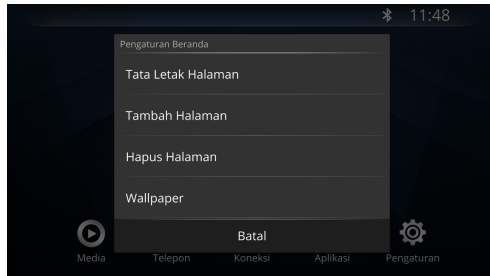 11:48
Pengaturan Beranda
Tata Letak Halaman
Tambah Halaman
Hapus Halaman
Wallpaper
Batal
Media Telepon Koneksi Aplikasi Pengaturan